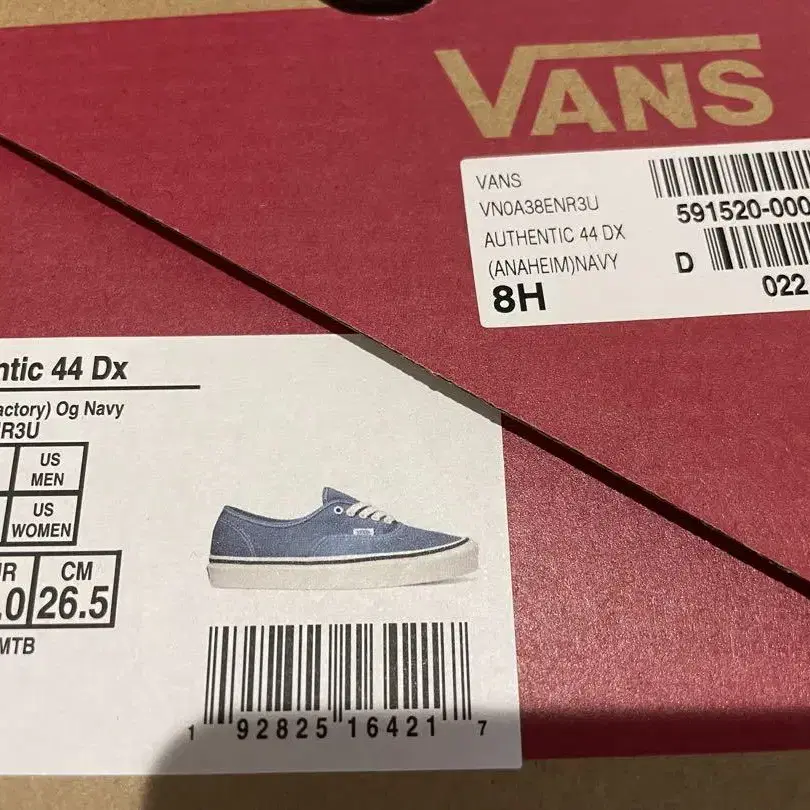 VANS
VANS
VN0A38ENR3U
591520-000
AUTHENTIC 44 DX
(ANAHEIM)NAVY
D
8H
022
ntic 44 Dx
actory) Og Navy
R3U
US
MEN
US
WOMEN
R
CM
.0
26.5
MTB
1 92825 16421 7